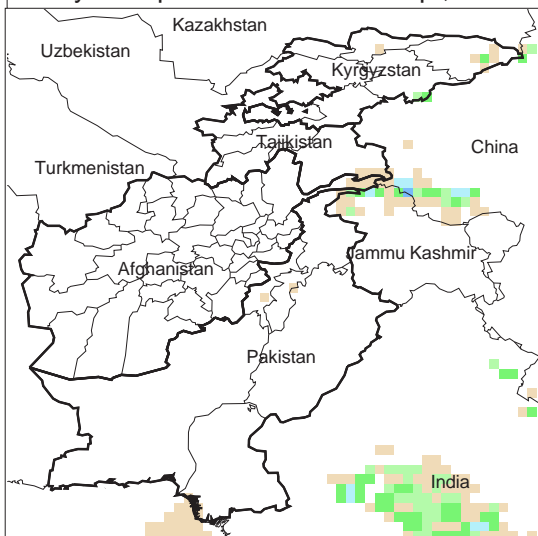 Kazakhstan
Uzbekistan
Kyrgyzstan
Tajikistan
China
Turkmenistan
Jammu Kashmir
Afghanistan
Pakistan
India